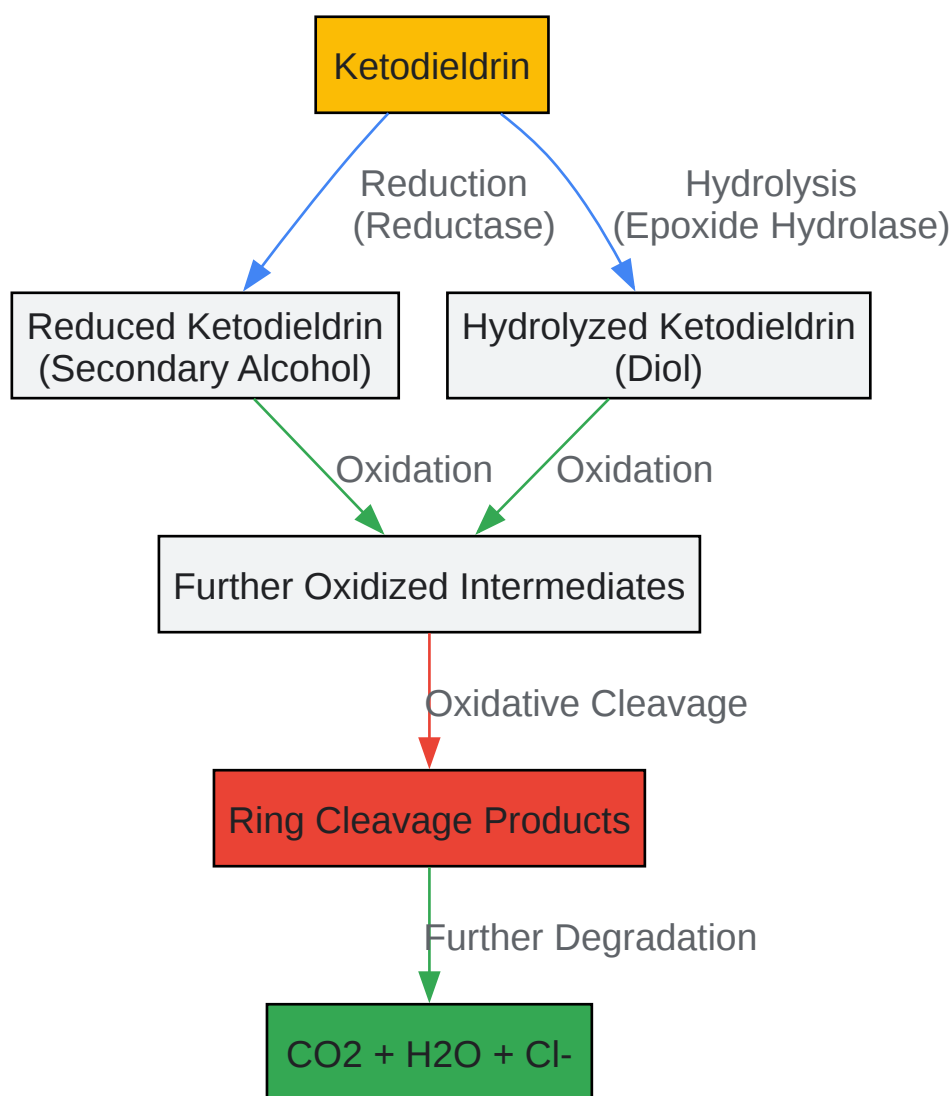 Ketodieldrin
Reduction
(Reductase)
Hydrolysis
(Epoxide Hydrolase)
Reduced Ketodieldrin
(Secondary Alcohol)
Hydrolyzed Ketodieldrin
(Diol)
Oxidation
Oxidation
Further Oxidized Intermediates
Oxidative Cleavage
Ring Cleavage Products
Further Degradation
CO2 + H2O + Cl-